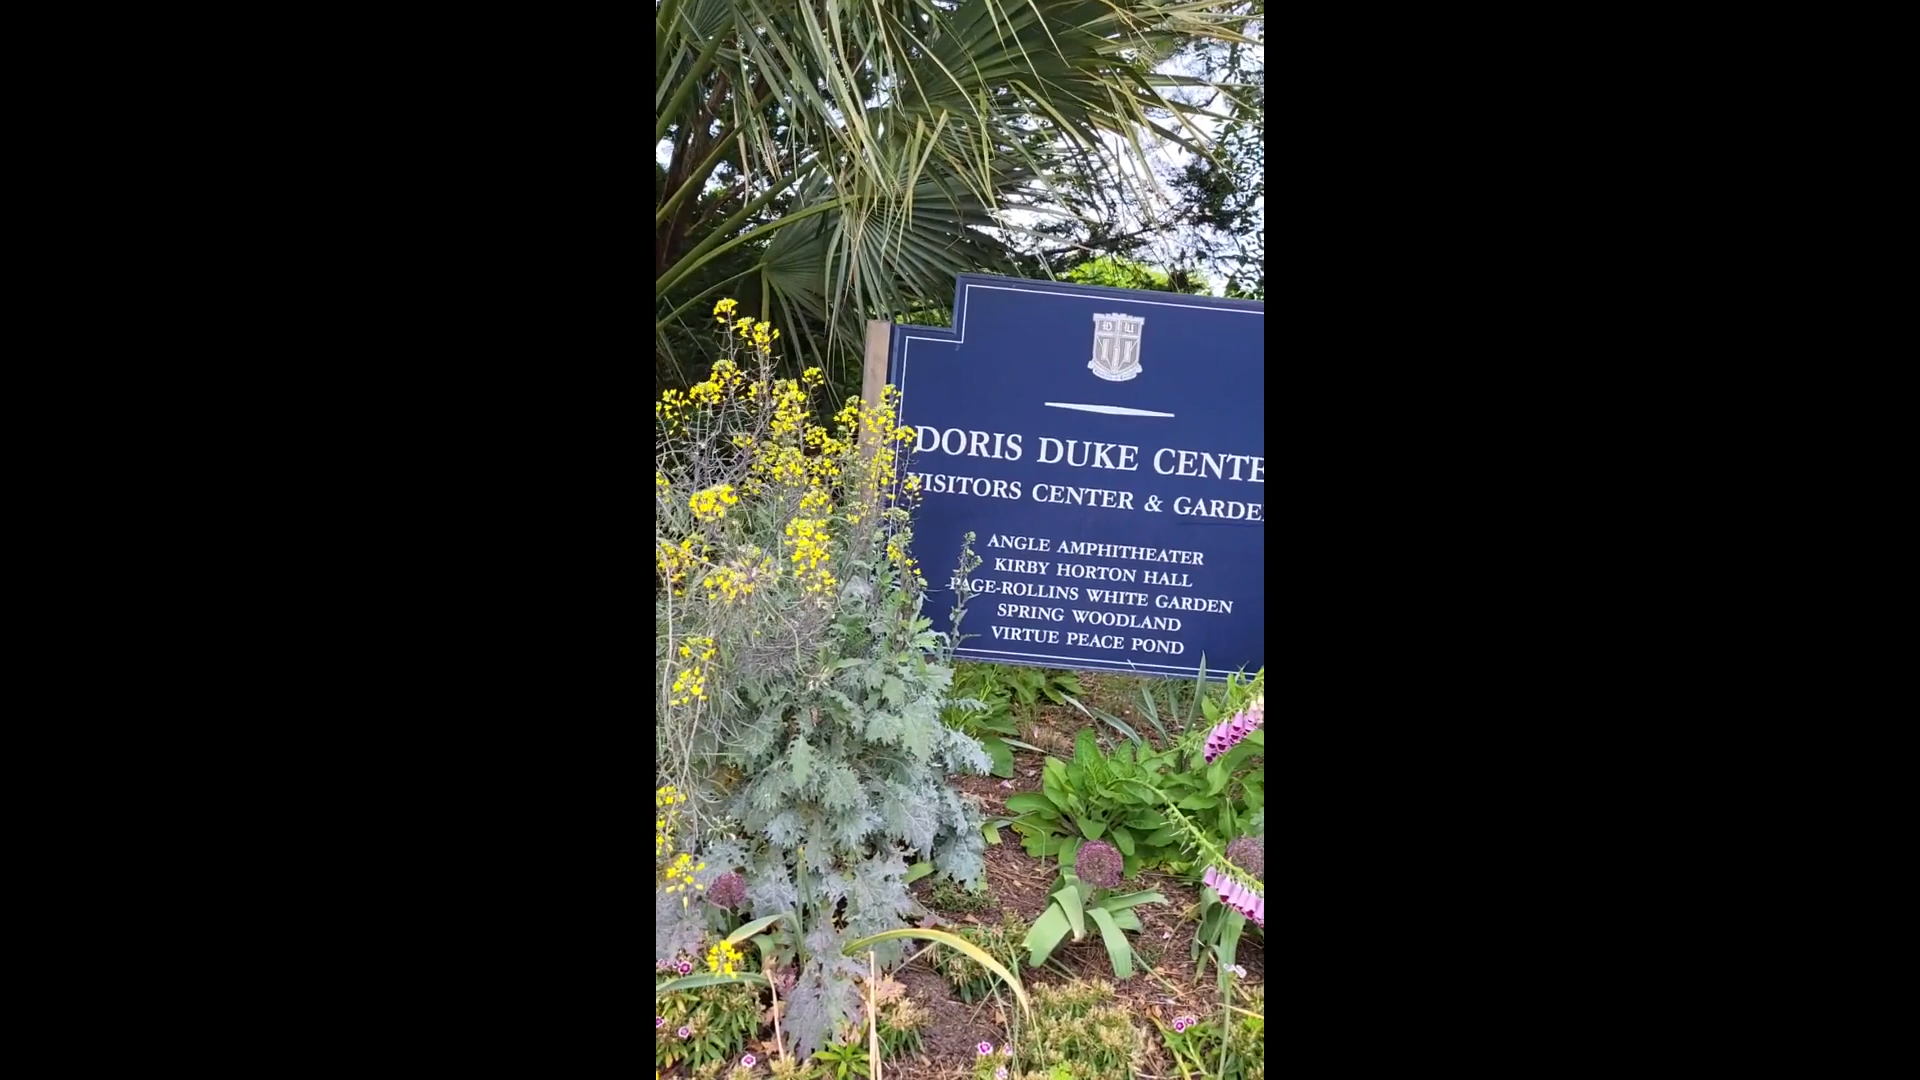 DORIS DUKE CENTE
VISITORS CENTER & GARDE
ANGLE AMPHITHEATER
KIRBY HORTON HALL
PAGE-ROLLINS WHITE GARDEN
SPRING WOODLAND
VIRTUE PEACE POND